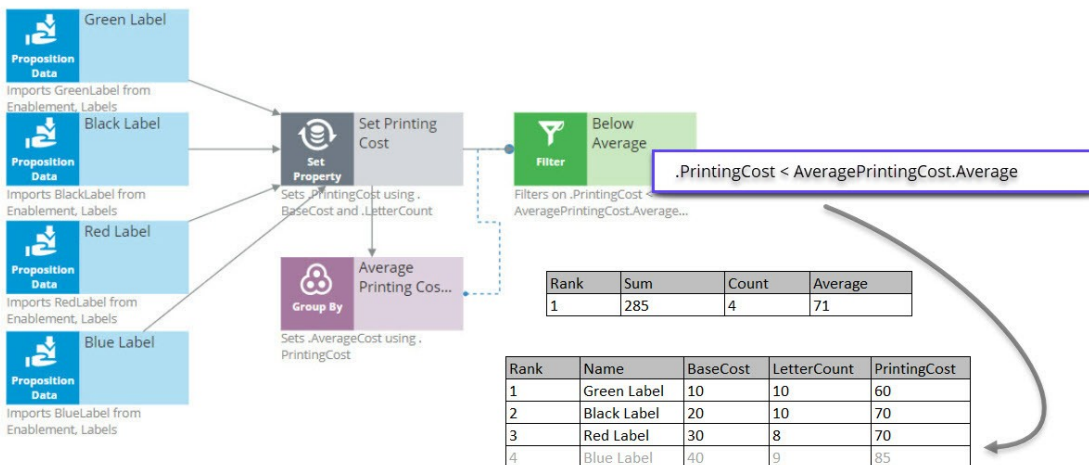 Green Label
Proposition
Data
Imports GreenLabel from
Enablement, Labels
Black Label
Proposition
Data
Imports BlackLabel from
Enablement, Labels
Red Label
Proposition
Data
Imports RedLabel from
Enablement, Labels
Blue Label
Proposition
Data
Imports BlueLabel from
Enablement, Labels
Set Printing
Cost
Set
Property
Sets .PrintingCost using .
BaseCost and .LetterCount
Average
Printing Cos...
Group By
Sets .AverageCost using .
PrintingCost
Below
Average
Filter
Filters on .PrintingCost <
AveragePrintingCost.Average...
.PrintingCost < AveragePrintingCost.Average
Rank Sum Count Average
1 285 4 71
Rank Name BaseCost LetterCount PrintingCost
1 Green Label 10 10 60
2 Black Label 20 10 70
3 Red Label 30 8 70
4 Blue Label 40 9 85